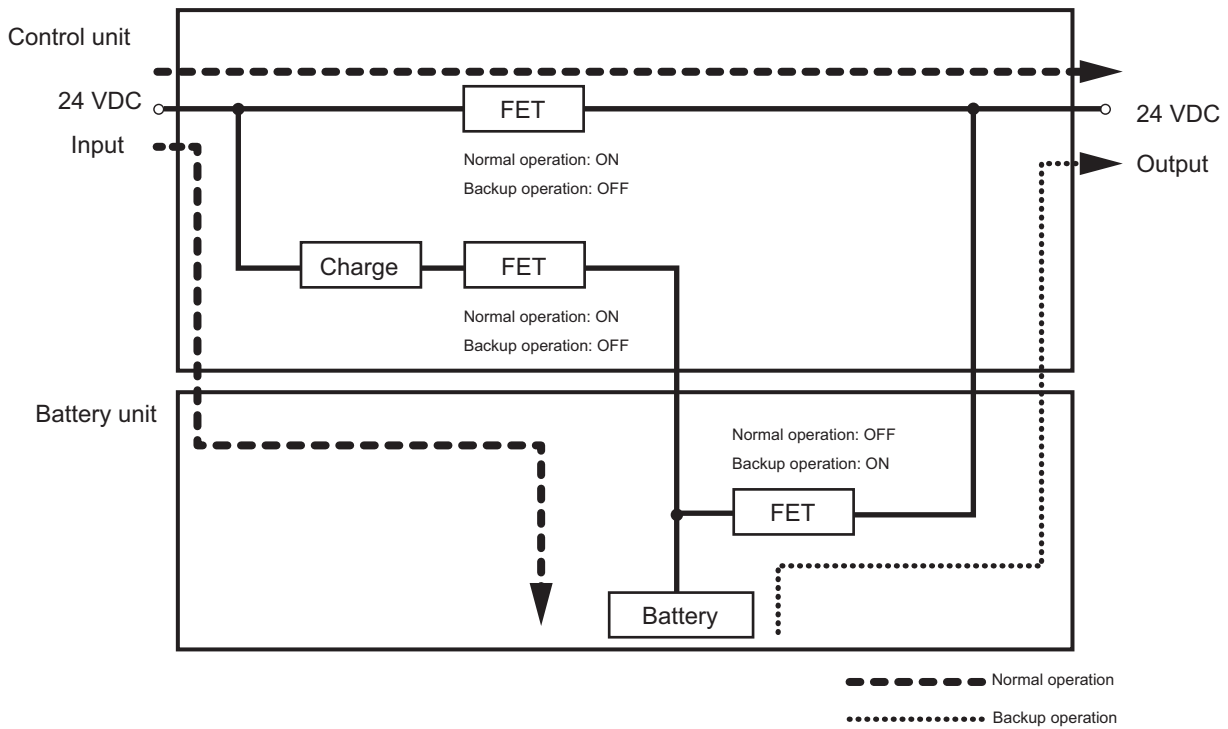 Control unit
24 VDC
Input
FET
Normal operation: ON
Backup operation: OFF
24 VDC
Output
Charge
FET
Normal operation: ON
Backup operation: OFF
Battery unit
Normal operation: OFF
Backup operation: ON
FET
Battery
Normal operation
Backup operation